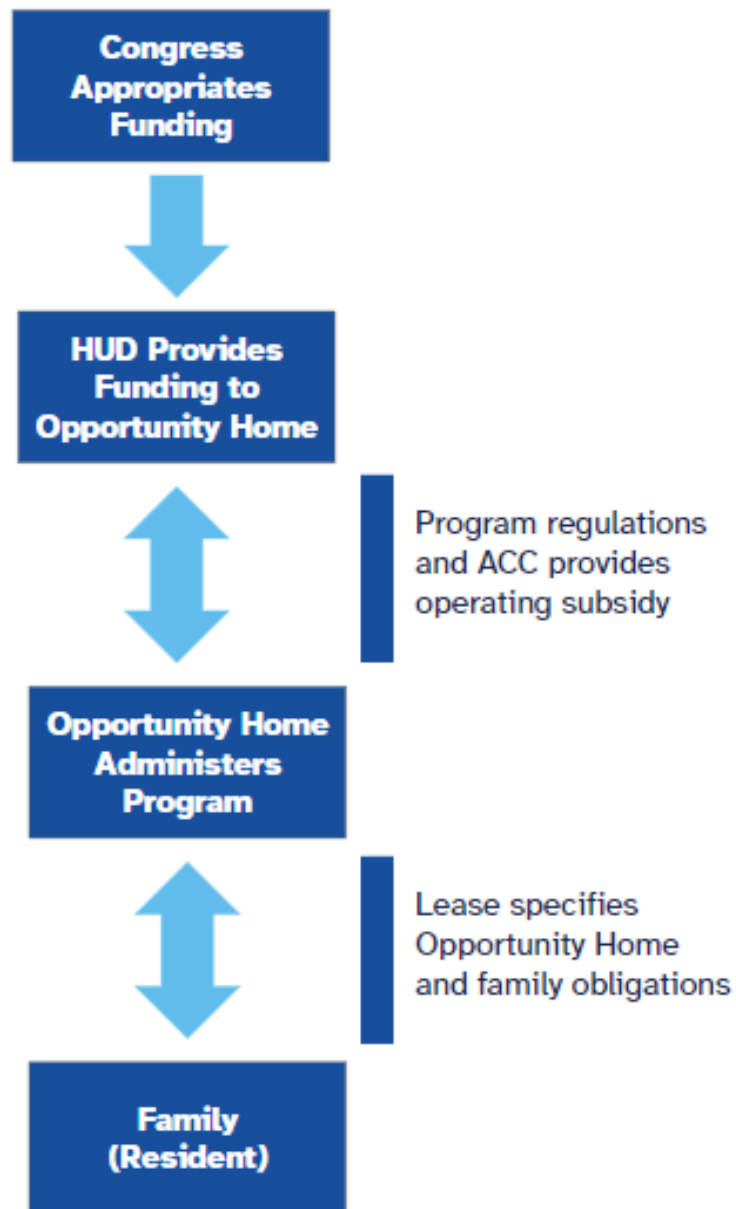 Congress
Appropriates
Funding
HUD Provides
Funding to
Opportunity Home
Program regulations
and ACC provides
operating subsidy
Opportunity Home
Administers
Program
Lease specifies
Opportunity Home
and family obligations
Family
(Resident)